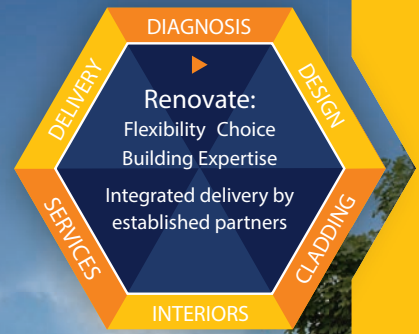 DIAGNOSIS
DESIGN
CLADDING
INTERIORS
SERVICES
DELIVERY
Renovate:
Flexibility Choice
Building Expertise
Integrated delivery by
established partners